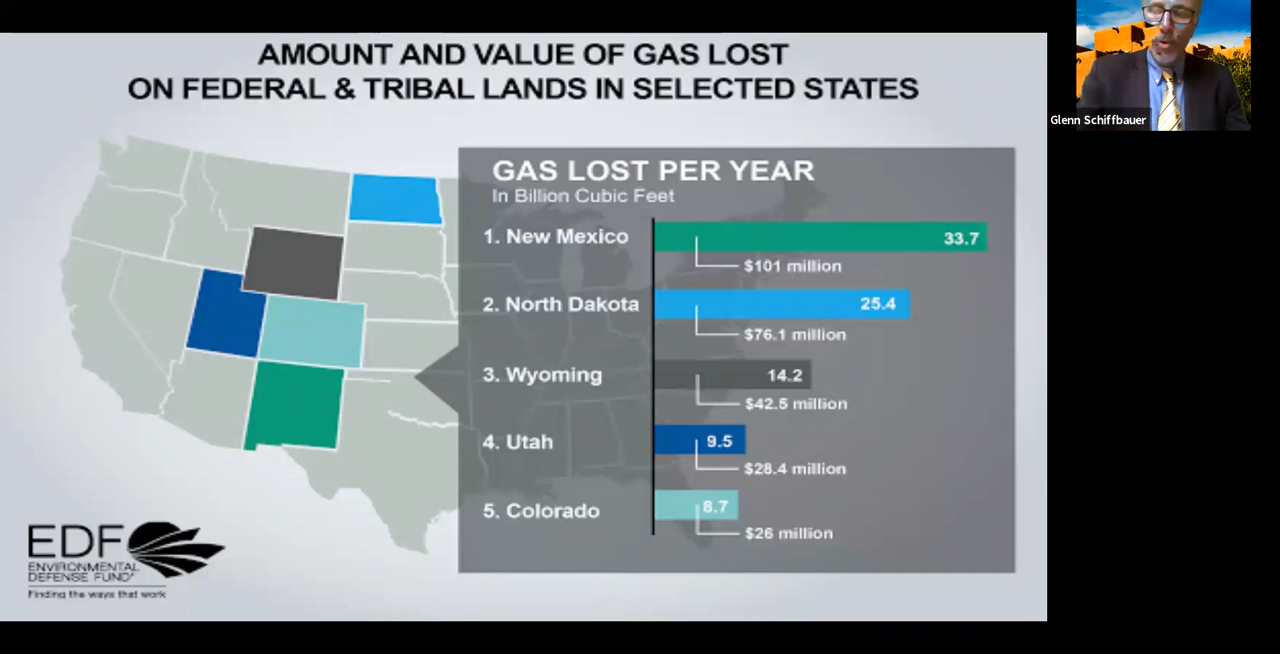 AMOUNT AND VALUE OF GAS LOST
ON FEDERAL & TRIBAL LANDS IN SELECTED STATES
GAS LOST PER YEAR
In Billion Cubic Feet
1. New Mexico
33.7
$101 million
2. North Dakota
25.4
$76.1 million
3. Wyoming
14.2
$42.5 million
4. Utah
9.5
$28.4 million
5. Colorado
8.7
$26 million
EDF
ENVIRONMENTAL
DEFENSE FUND®
Finding the ways that work
Glenn Schiffbauer